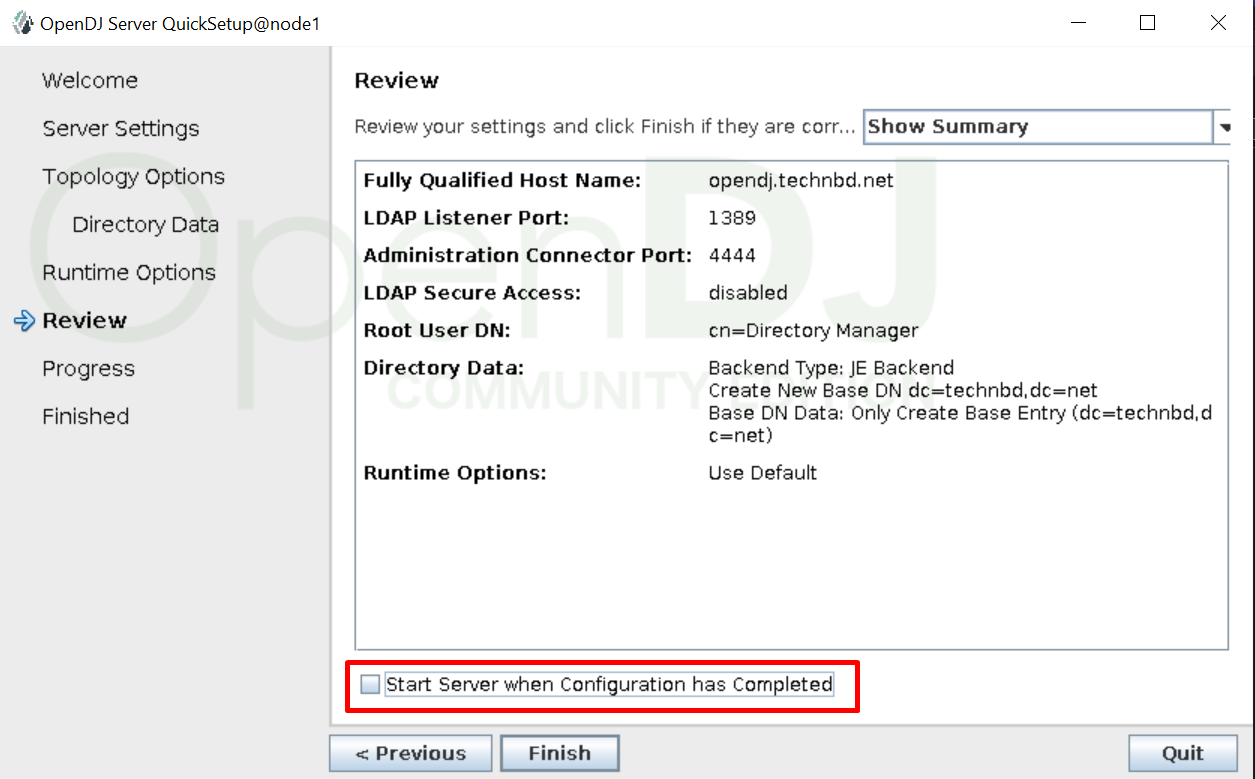 OpenDJ Server QuickSetup@node1
Welcome
Server Settings
Topology Options
Directory Data
Runtime Options
Review
Progress
Finished
OpenDJ
COMMUNITY EDITION
Review
Review your settings and click Finish if they are corr... Show Summary
Fully Qualified Host Name: opendj.technbd.net
LDAP Listener Port: 1389
Administration Connector Port: 4444
LDAP Secure Access: disabled
Root User DN: cn=Directory Manager
Directory Data: Backend Type: JE Backend
Create New Base DN dc=technbd,dc=net
Base DN Data: Only Create Base Entry (dc=technbd,d
c=net)
Runtime Options: Use Default
Start Server when Configuration has Completed
< Previous Finish Quit